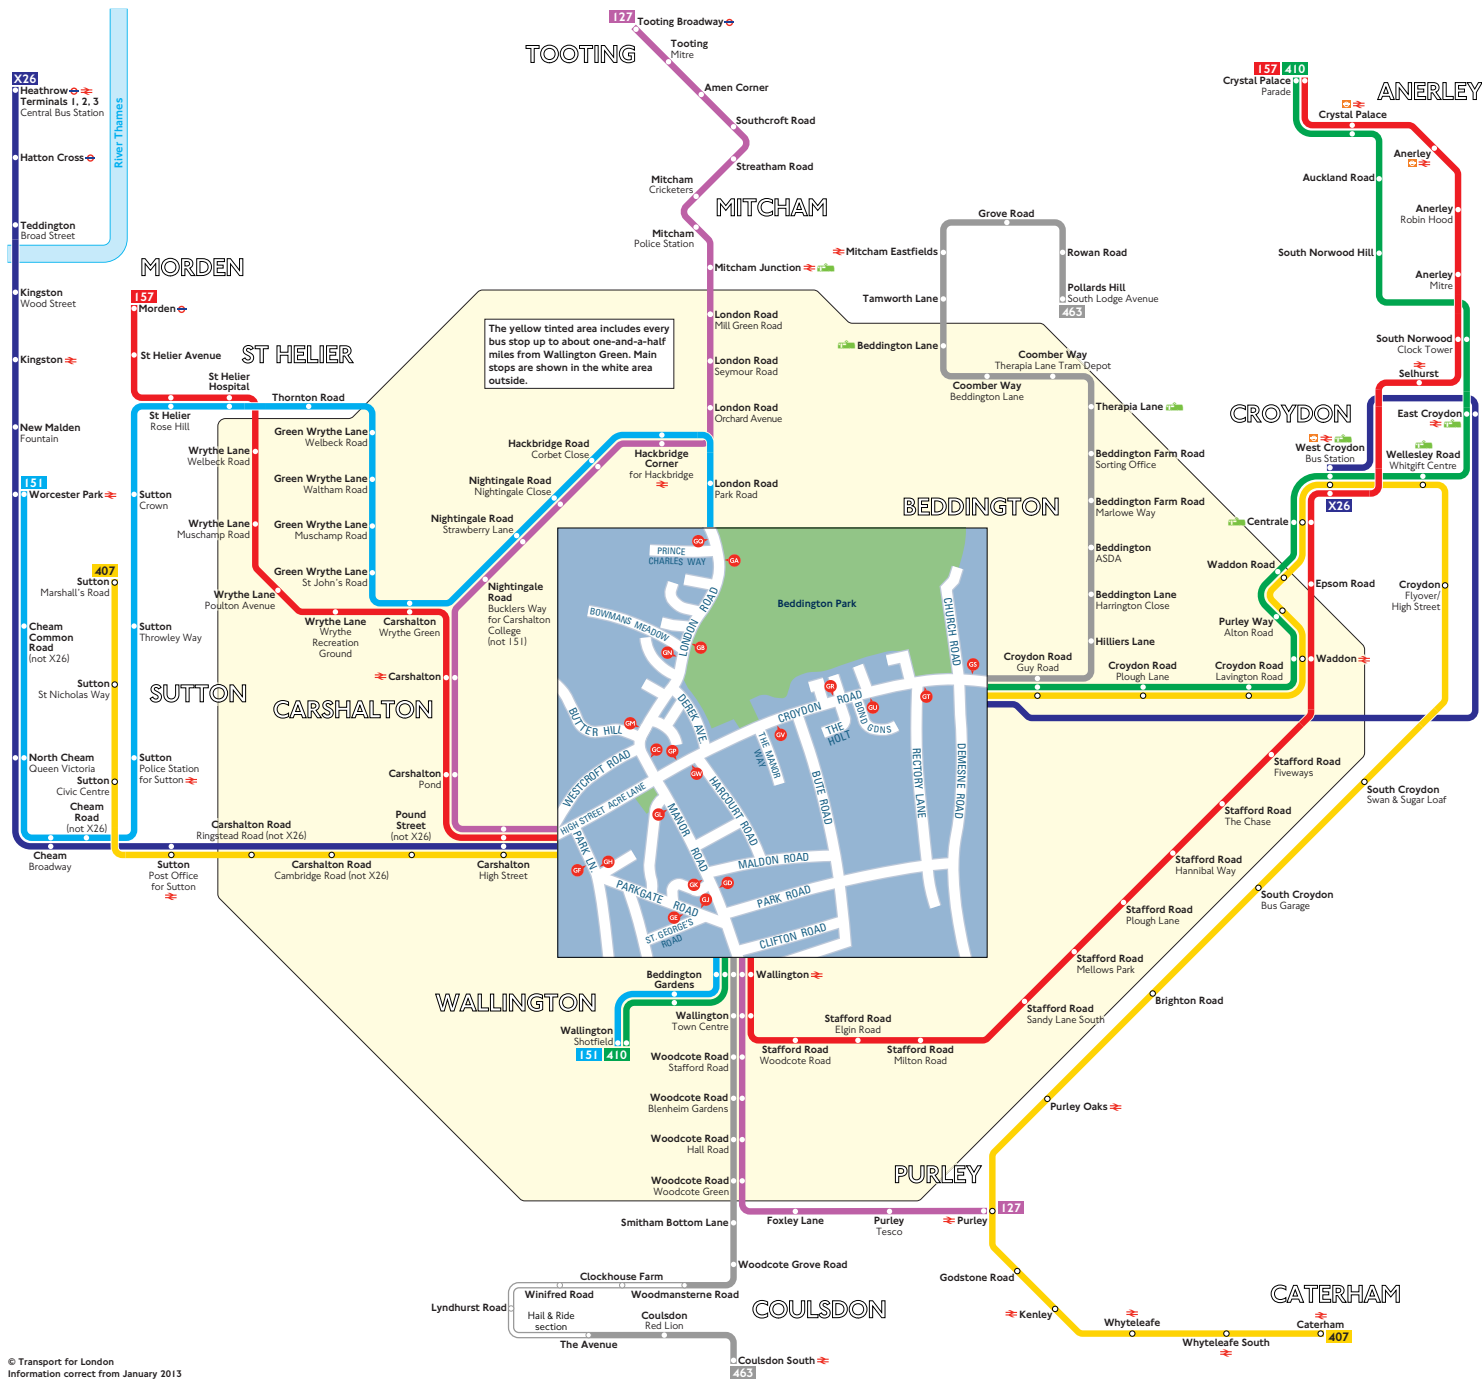 127
Tooting Broadway
TOOTING
Tooting
Mitre
Amen Corner
Southcroft Road
Streatham Road
Mitcham
Cricketers
MITCHAM
Mitcham
Police Station
Mitcham Junction
London Road
Mill Green Road
London Road
Seymour Road
London Road
Orchard Avenue
London Road
Park Road
X26
Heathrow
Terminals 1, 2, 3
Central Bus Station
Hatton Cross
Teddington
Broad Street
River Thames
Kingston
Wood Street
Kingston
New Malden
Fountain
151
Worcester Park
MORDEN
157
Morden
St Helier Avenue
ST HELIER
St Helier
Hospital
St Helier
Rose Hill
Thornton Road
The yellow tinted area includes every
bus stop up to about one-and-a-half
miles from Wallington Green. Main
stops are shown in the white area
outside.
Green Wrythe Lane
Welbeck Road
Green Wrythe Lane
Waltham Road
Green Wrythe Lane
Muschamp Road
Green Wrythe Lane
St John's Road
Wrythe Lane
Welbeck Road
Wrythe Lane
Muschamp Road
Wrythe Lane
Poulton Avenue
Wrythe Lane
Wrythe
Recreation
Ground
Carshalton
Wrythe Green
Hackbridge Road
Corbet Close
Hackbridge
Corner
for Hackbridge
Nightingale Road
Nightingale Close
Nightingale Road
Strawberry Lane
Nightingale
Road
Bucklers Way
for Carshalton
College
(not 151)
Sutton
Crown
Sutton
Throwley Way
Sutton
Police Station
for Sutton
407
Sutton
Marshall's Road
Cheam
Common
Road
(not X26)
Sutton
St Nicholas Way
SUTTON
CARSHALTON
Carshalton
Carshalton
Pond
Pound
Street
(not X26)
North Cheam
Queen Victoria
Sutton
Civic Centre
Cheam
Road
(not X26)
Cheam
Broadway
Sutton
Post Office
for Sutton
Carshalton Road
Ringstead Road (not X26)
Carshalton Road
Cambridge Road (not X26)
Carshalton
High Street
157
410
Crystal Palace
Parade
ANERLEY
Crystal Palace
Anerley
Auckland Road
Anerley
Robin Hood
South Norwood Hill
Anerley
Mitre
South Norwood
Clock Tower
Selhurst
CROYDON
East Croydon
West Croydon
Bus Station
Wellesley Road
Whitgift Centre
X26
Centrale
Waddon Road
Epsom Road
Croydon
Flyover/
High Street
Purley Way
Alton Road
Waddon
Croydon Road
Guy Road
Croydon Road
Plough Lane
Croydon Road
Lavington Road
Grove Road
Mitcham Eastfields
Rowan Road
Tamworth Lane
Pollards Hill
South Lodge Avenue
463
Beddington Lane
Coomber Way
Therapia Lane Tram Depot
Coomber Way
Beddington Lane
Therapia Lane
Beddington Farm Road
Sorting Office
BEDDINGTON
Beddington Farm Road
Marlowe Way
Beddington
ASDA
Beddington Lane
Harrington Close
Hilliers Lane
PRINCE
CHARLES WAY
GQ
GA
BOWMANS MEADOW
LONDON ROAD
Beddington Park
CHURCH ROAD
GN
GB
GS
BUTTER HILL
GM
DEREK AVE.
CROYDON ROAD
GR
BOND GDNS
GU
GT
THE
HOLT
GV
THE MANOR
WAY
GC
GP
GW
WESTCROFT ROAD
HIGH STREET ACRE LANE
HARCOURT ROAD
BUTE ROAD
RECTORY LANE
DEMESNE ROAD
GL
MANOR ROAD
PARK LN.
GF
GH
MALDON ROAD
PARKGATE ROAD
GK
GD
GJ
GE
PARK ROAD
ST. GEORGE'S
ROAD
CLIFTON ROAD
Stafford Road
Fiveways
Stafford Road
The Chase
Stafford Road
Hannibal Way
Stafford Road
Plough Lane
Stafford Road
Mellows Park
Stafford Road
Sandy Lane South
Stafford Road
Elgin Road
Stafford Road
Woodcote Road
Stafford Road
Milton Road
South Croydon
Swan & Sugar Loaf
South Croydon
Bus Garage
Brighton Road
Purley Oaks
WALLINGTON
Beddington
Gardens
Wallington
Wallington
Shotfield
151
410
Wallington
Town Centre
Woodcote Road
Stafford Road
Woodcote Road
Blenheim Gardens
Woodcote Road
Hall Road
Woodcote Road
Woodcote Green
Smitham Bottom Lane
PURLEY
Foxley Lane
Purley
Tesco
Purley
127
Woodcote Grove Road
Clockhouse Farm
Winifred Road
Woodmansterne Road
Lyndhurst Road
Hail & Ride
section
Coulsdon
Red Lion
The Avenue
COULSDON
Coulsdon South
463
Godstone Road
Kenley
Whyteleafe
Whyteleafe South
CATERHAM
Caterham
407
© Transport for London
Information correct from January 2013